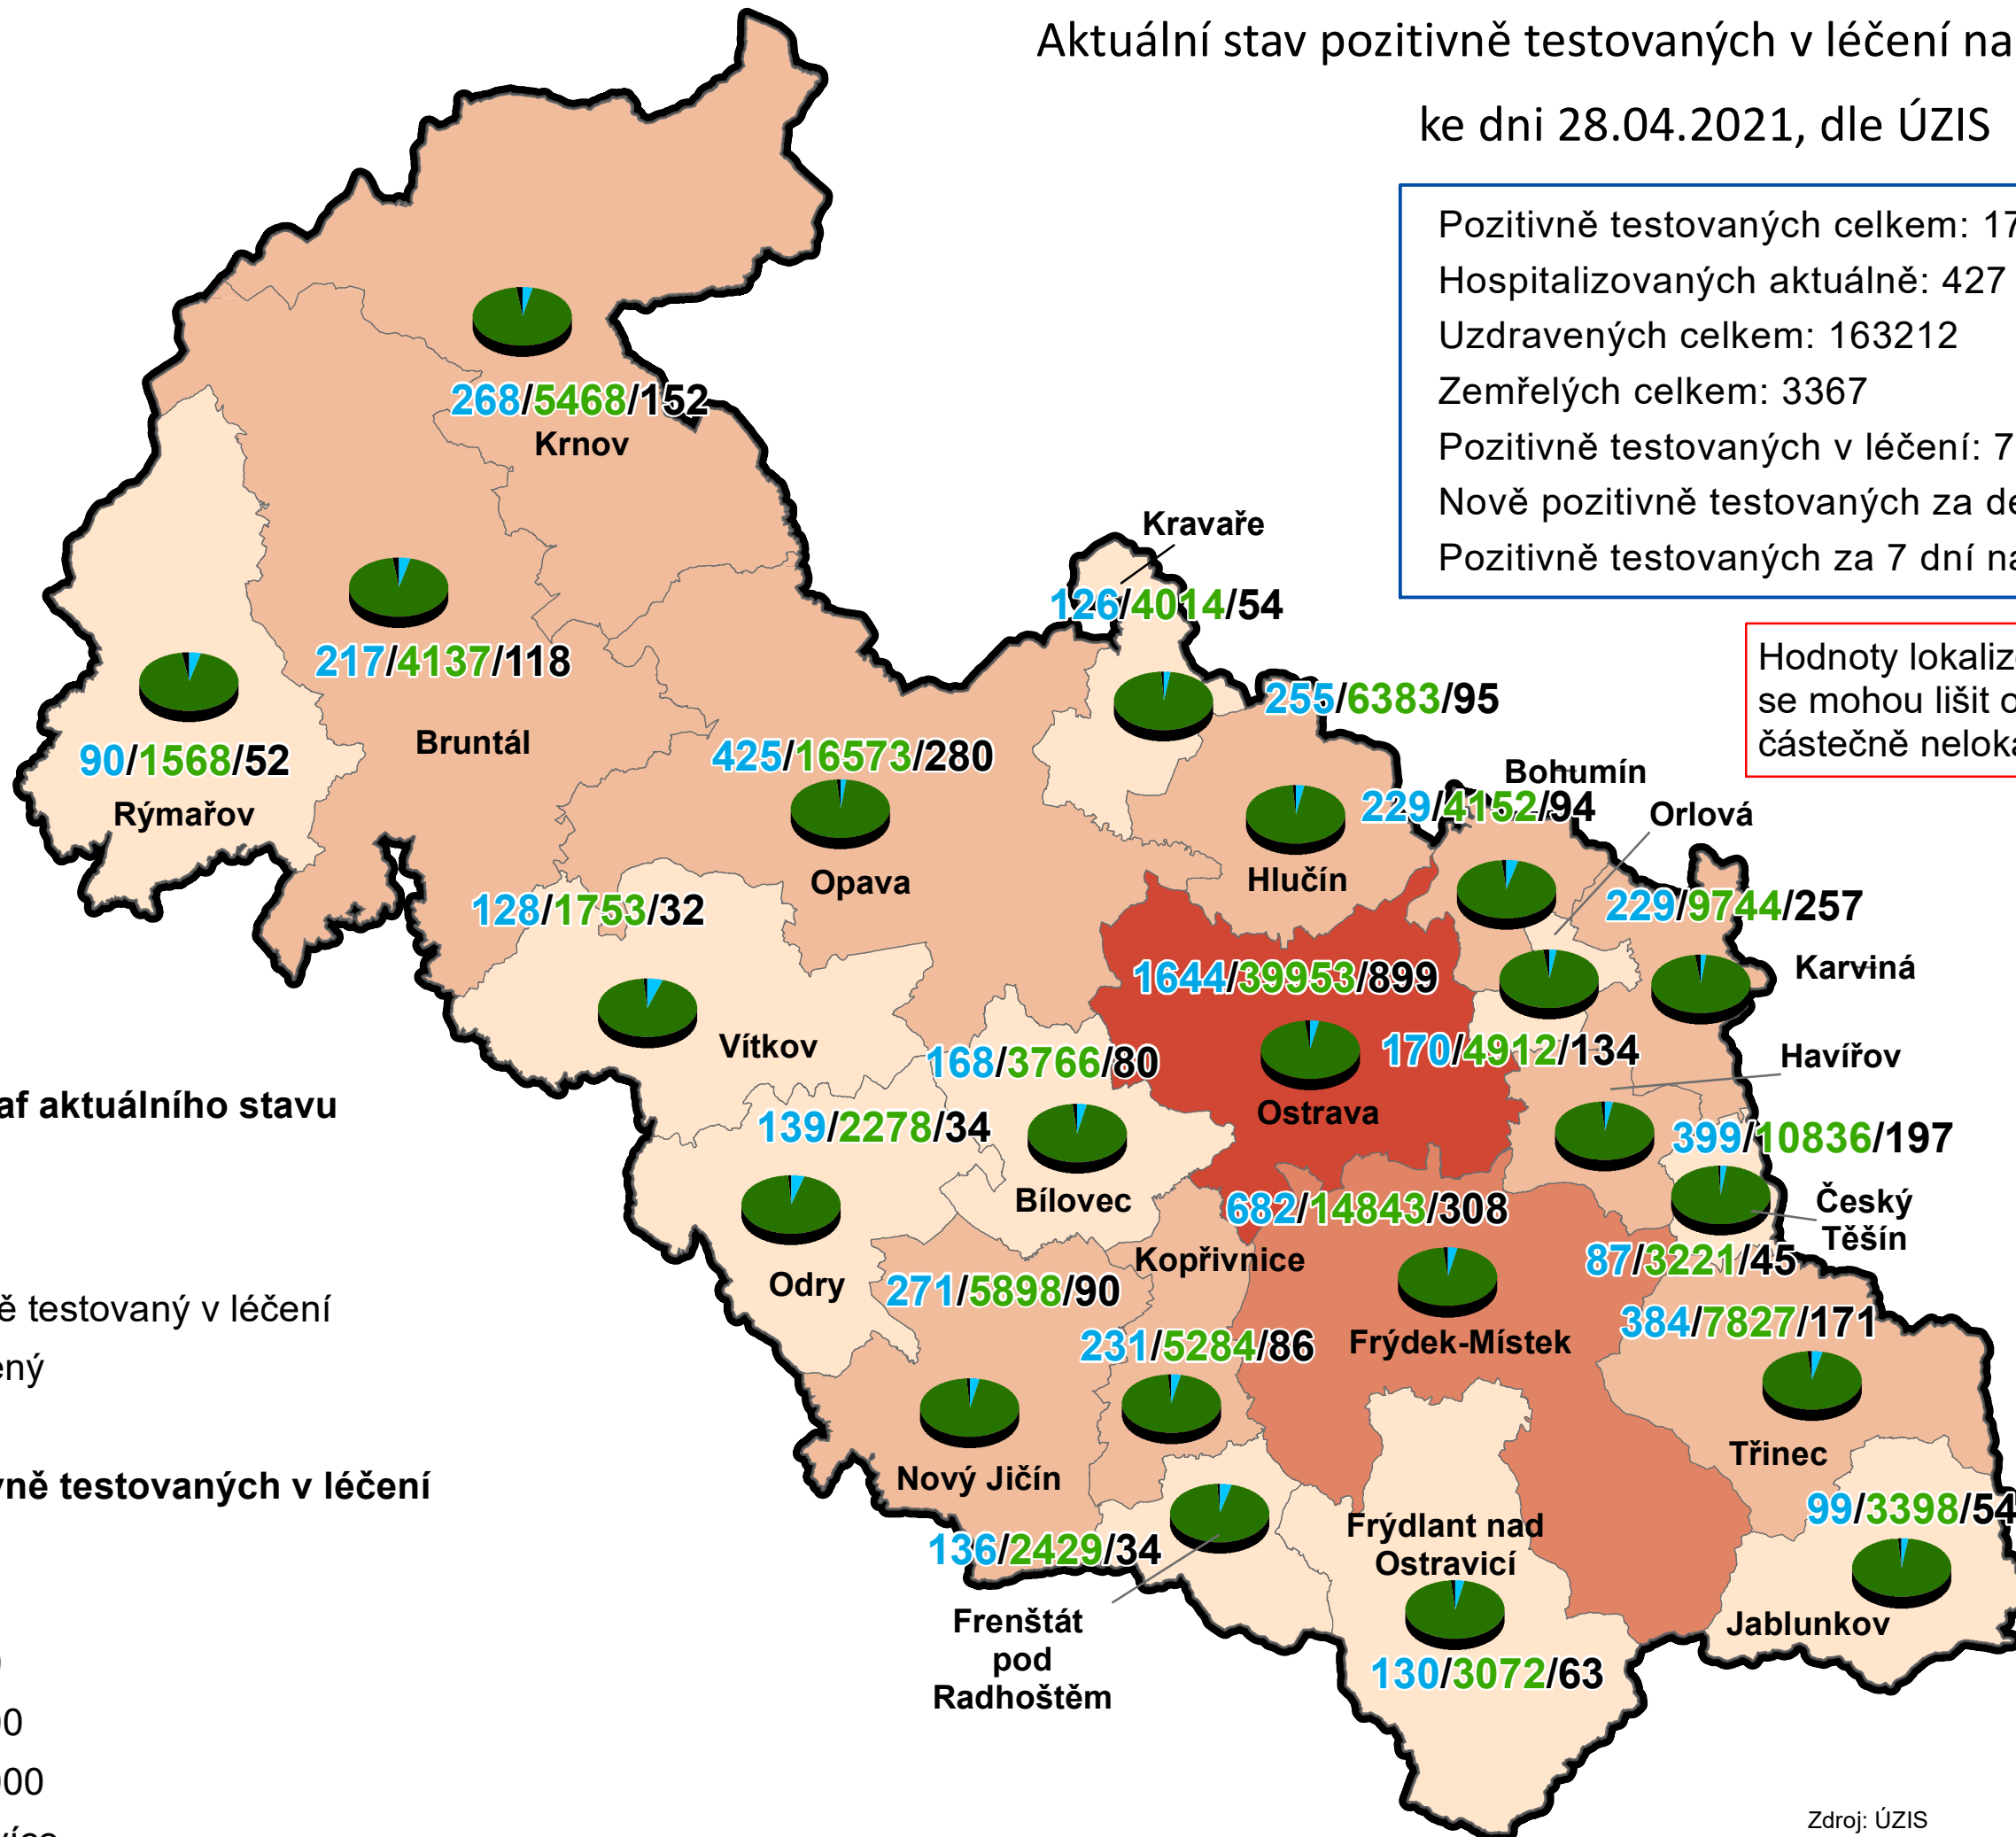 Aktuální stav pozitivně testovaných v léčení na
ke dni 28.04.2021, dle ÚZIS
Pozitivně testovaných celkem: 17
Hospitalizovaných aktuálně: 427
Uzdravených celkem: 163212
Zemřelých celkem: 3367
Pozitivně testovaných v léčení: 7
Nově pozitivně testovaných za
Pozitivně testovaných za 7 dní
Hodnoty
se mohou lišit
částečně
268/5468/152
Krnov
Kravaře
126/4014/54
217/4137/118
Bruntál
255/6383/95
90/1568/52
Rýmařov
425/16573/280
Opava
Bohumín
229/4152/94
Orlová
Hlučín
128/1753/32
229/9744/257
Karviná
1644/39953/899
Vítkov
168/3766/80
170/4912/134
Havířov
Ostrava
139/2278/34
399/10836/197
Bílovec
Český
Těšín
682/14843/308
Kopřivnice
87/3221/45
Odry
271/5898/90
384/7827/171
231/5284/86
Frýdek-Místek
Nový Jičín
Třinec
99/3398/54
136/2429/34
Frýdlant nad
Ostravicí
Frenštát
pod
Radhoštěm
Jablunkov
130/3072/63
aktuálního stavu
testovaný v léčení
testovaných v léčení
Zdroj: ÚZIS